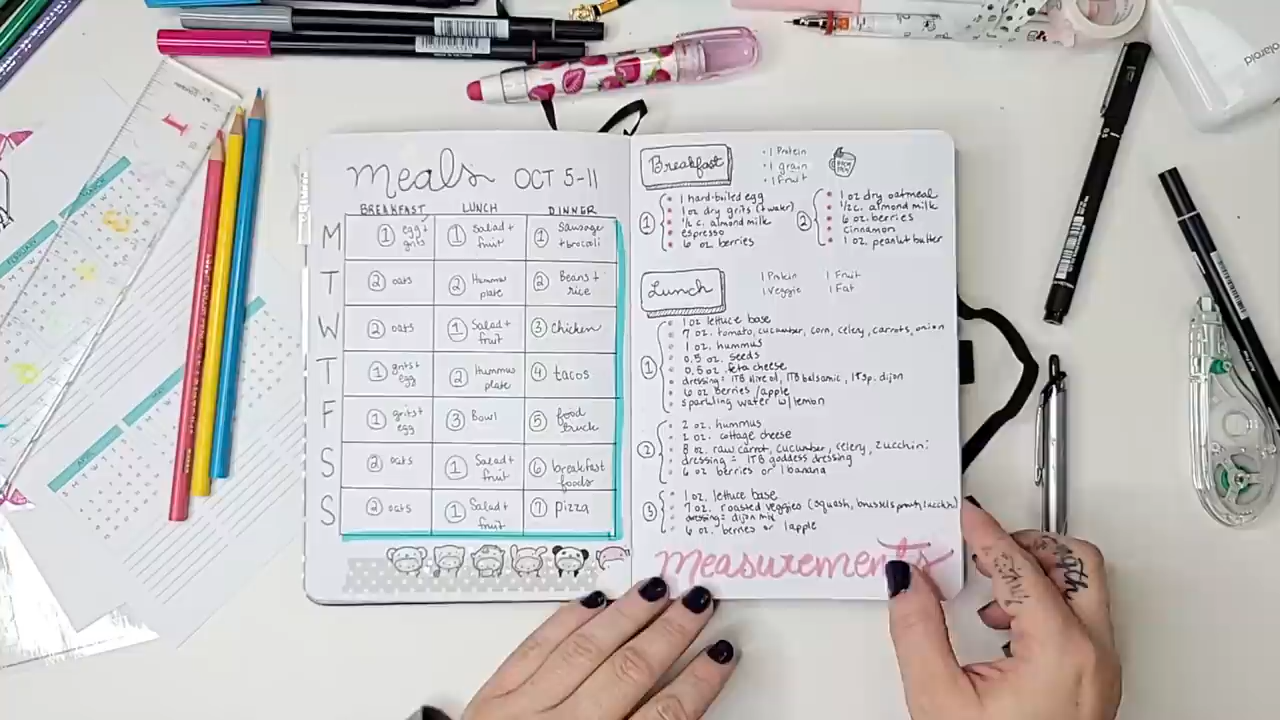 Polaroid
Meals OCT 5-11
BREAKFAST LUNCH DINNER
M ① egg + grits ① Salad + fruit ① Sausage + brocoli
T ② oats ② Hummus plate ② Beans + rice
W ② oats ① Salad + fruit ③ chicken
T ① grits + egg ② Hummus plate ④ tacos
F ① grits + egg ③ Bowl ⑤ food truck
S ② oats ① Salad + fruit ⑥ breakfast foods
S ② oats ① Salad + fruit ⑦ pizza
Breakfast
· 1 Protein
· 1 grain
· 1 Fruit
①
1 hard-boiled egg
1 oz dry grits (+ water)
½ c. almond milk
espresso
6 oz berries
②
1 oz dry oatmeal
½ c. almond milk
6 oz berries
cinnamon
1 oz. peanut butter
Lunch
1 Protein 1 Fruit
1 Veggie 1 Fat
①
1 oz lettuce base
7 oz. tomato, cucumber, corn, celery, carrots, onion
1 oz. hummus
0.5 oz. seeds
0.5 oz. feta cheese
dressing = 1TB olive oil, 1TB balsamic, 1 tsp. dijon
6 oz berries/apple
sparkling water w/lemon
②
2 oz. hummus
2 oz. cottage cheese
8 oz. raw carrot, cucumber, celery, zucchini
dressing = 1TB goddess dressing
6 oz berries or 1 banana
③
1 oz. lettuce base
7 oz. roasted veggies (squash, brussels sprouts,
dressing = dijon mix
6 oz. berries or 1 apple
measurements